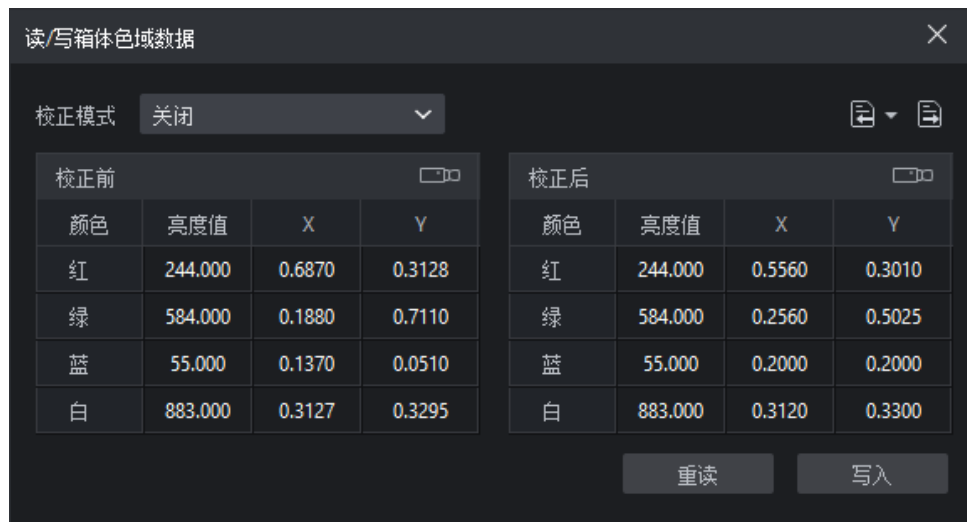 读/写箱体色域数据
校正模式 关闭
校正前 校正后
颜色 亮度值 X Y 颜色 亮度值 X Y
红 244.000 0.6870 0.3128 红 244.000 0.5560 0.3010
绿 584.000 0.1880 0.7110 绿 584.000 0.2560 0.5025
蓝 55.000 0.1370 0.0510 蓝 55.000 0.2000 0.2000
白 883.000 0.3127 0.3295 白 883.000 0.3120 0.3300
重读 写入